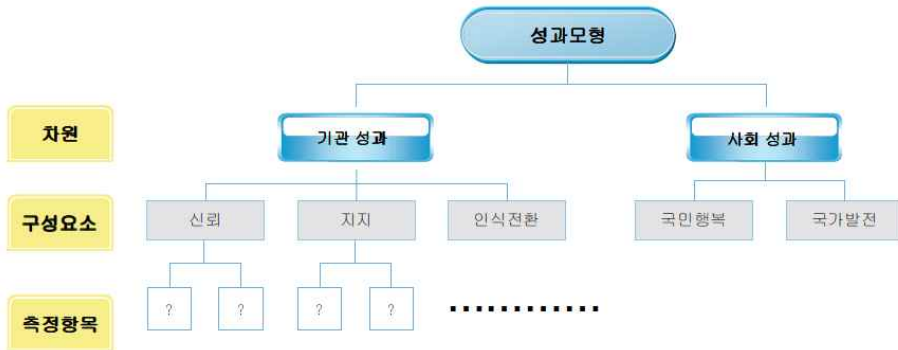 성과모형
차원
기관 성과
사회 성과
구성요소
신뢰
지지
인식전환
국민행복
국가발전
측정항목
?
?
?
?
............